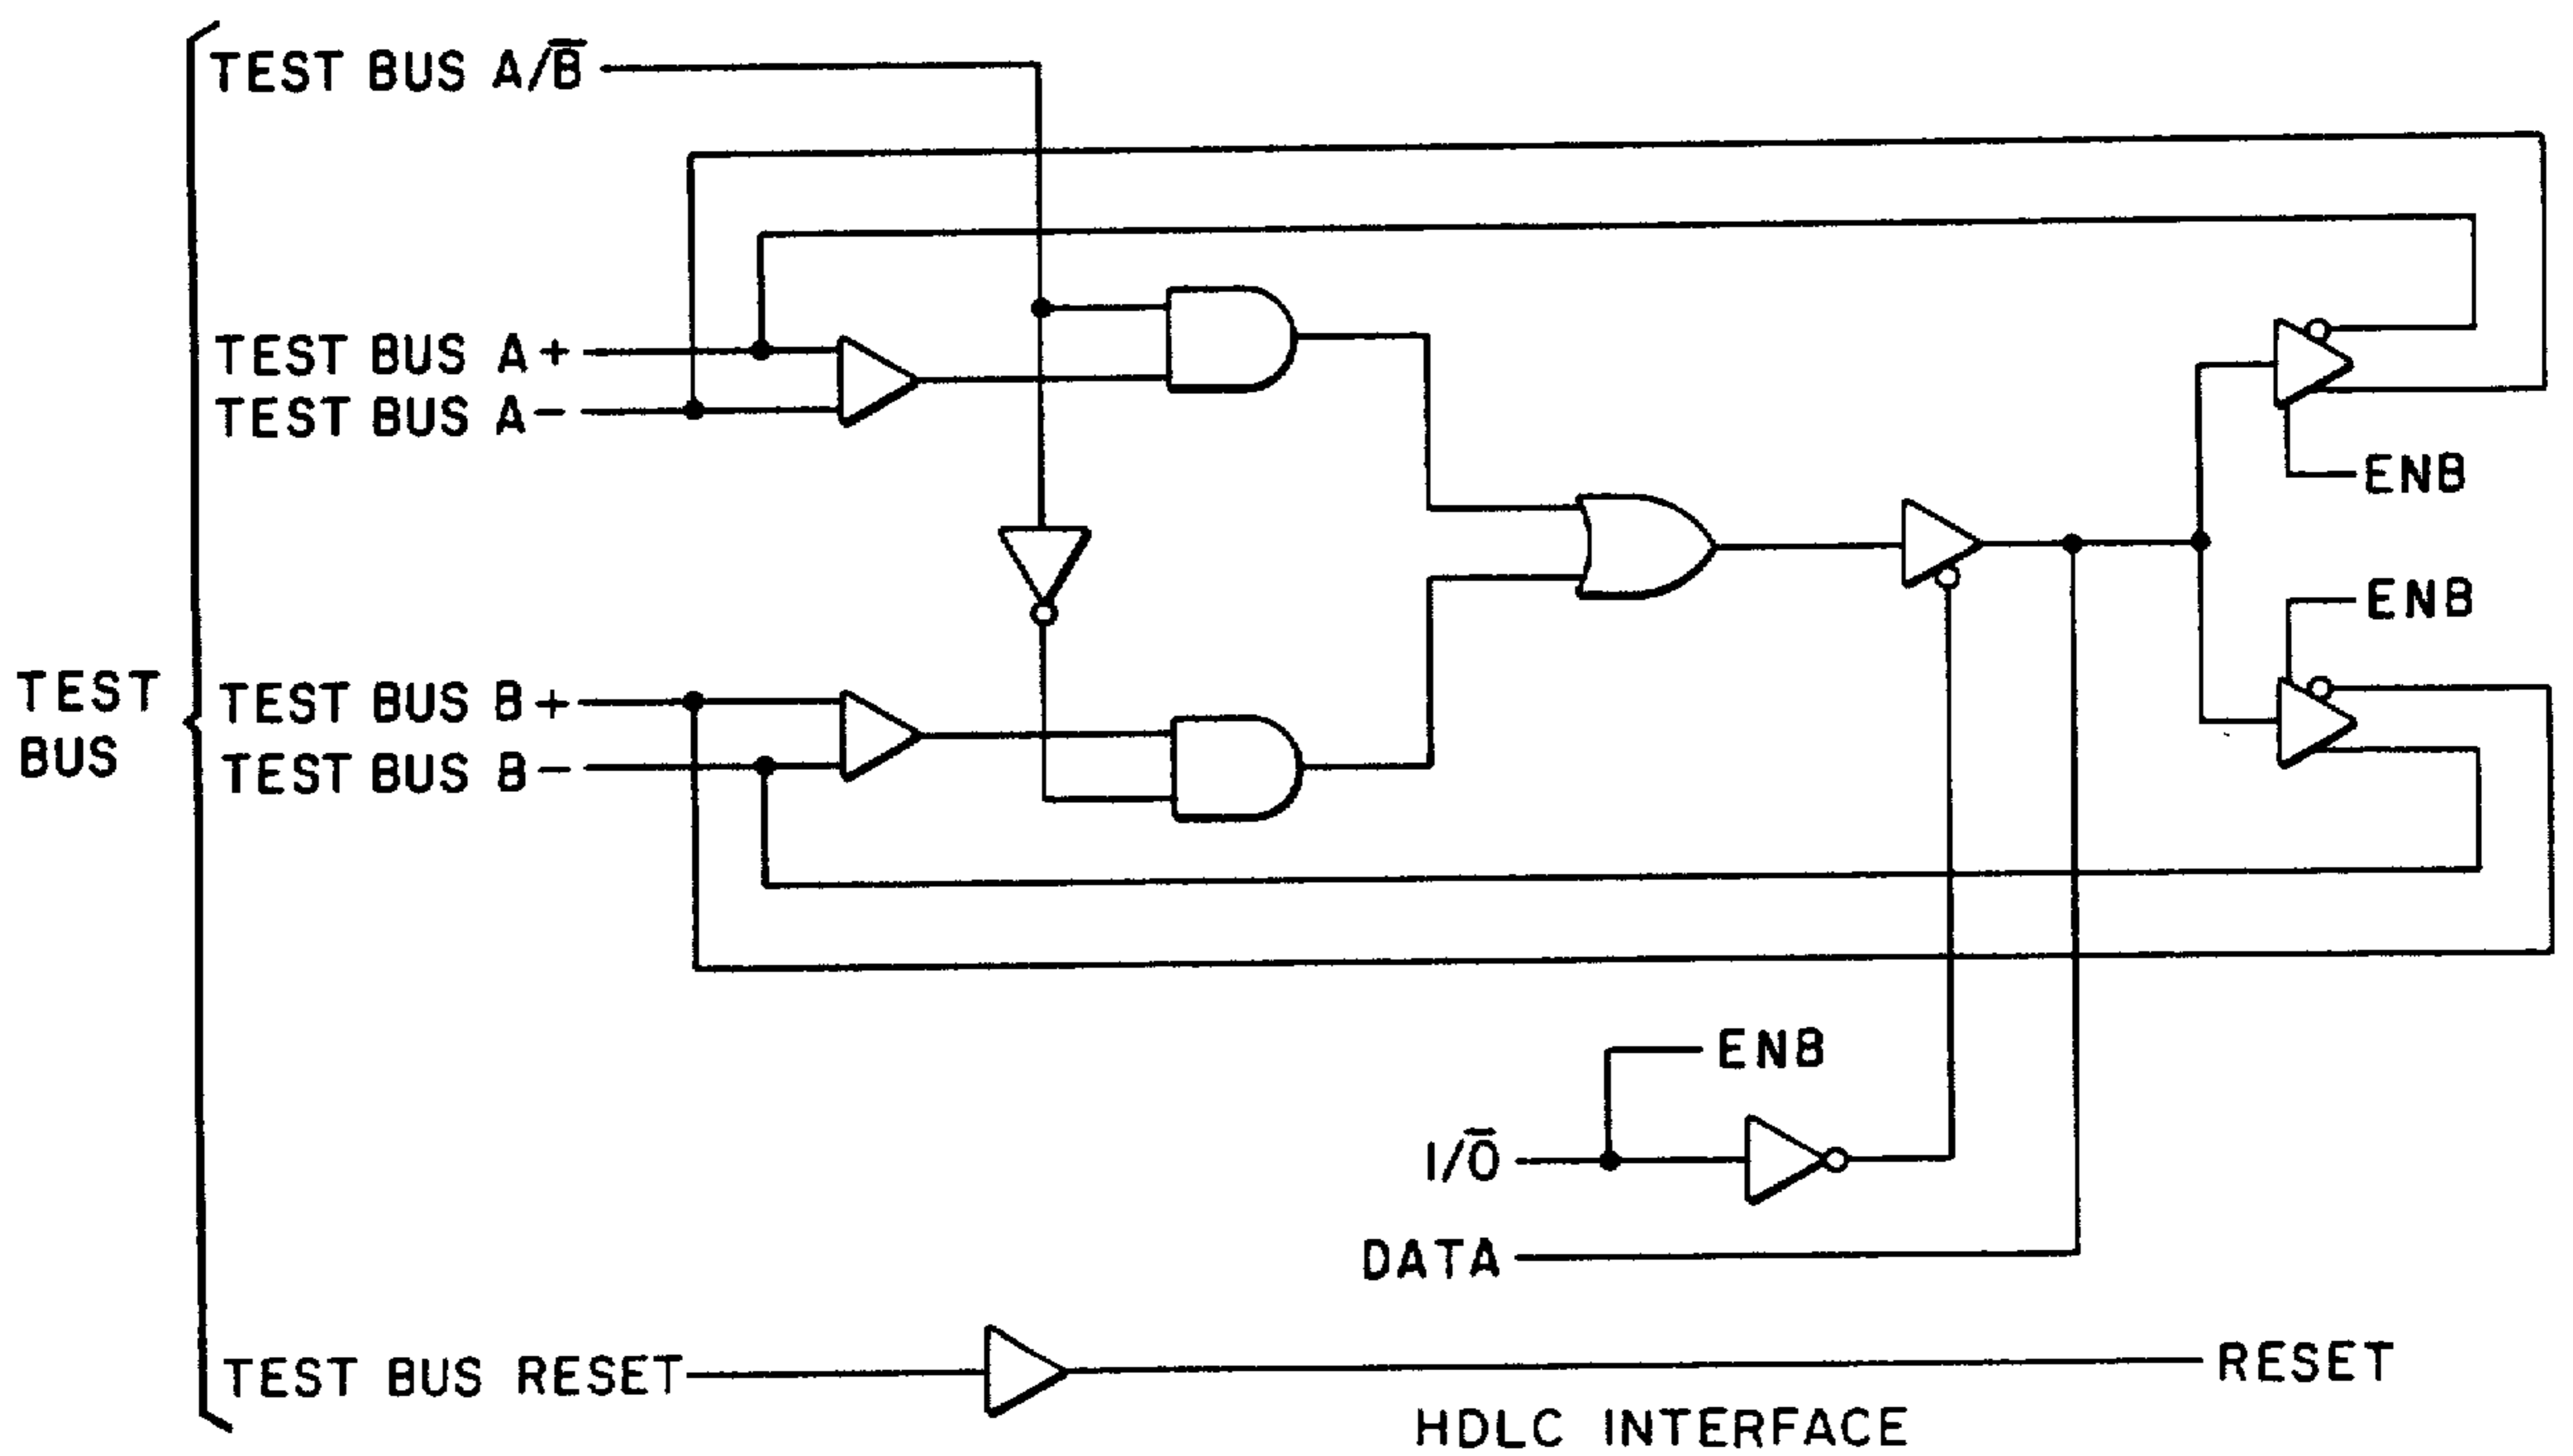 TEST BUS A/B̅
TEST BUS A+
TEST BUS A-
ENB
ENB
TEST
BUS
TEST BUS B+
TEST BUS B-
ENB
I/O̅
DATA
TEST BUS RESET
RESET
HDLC INTERFACE